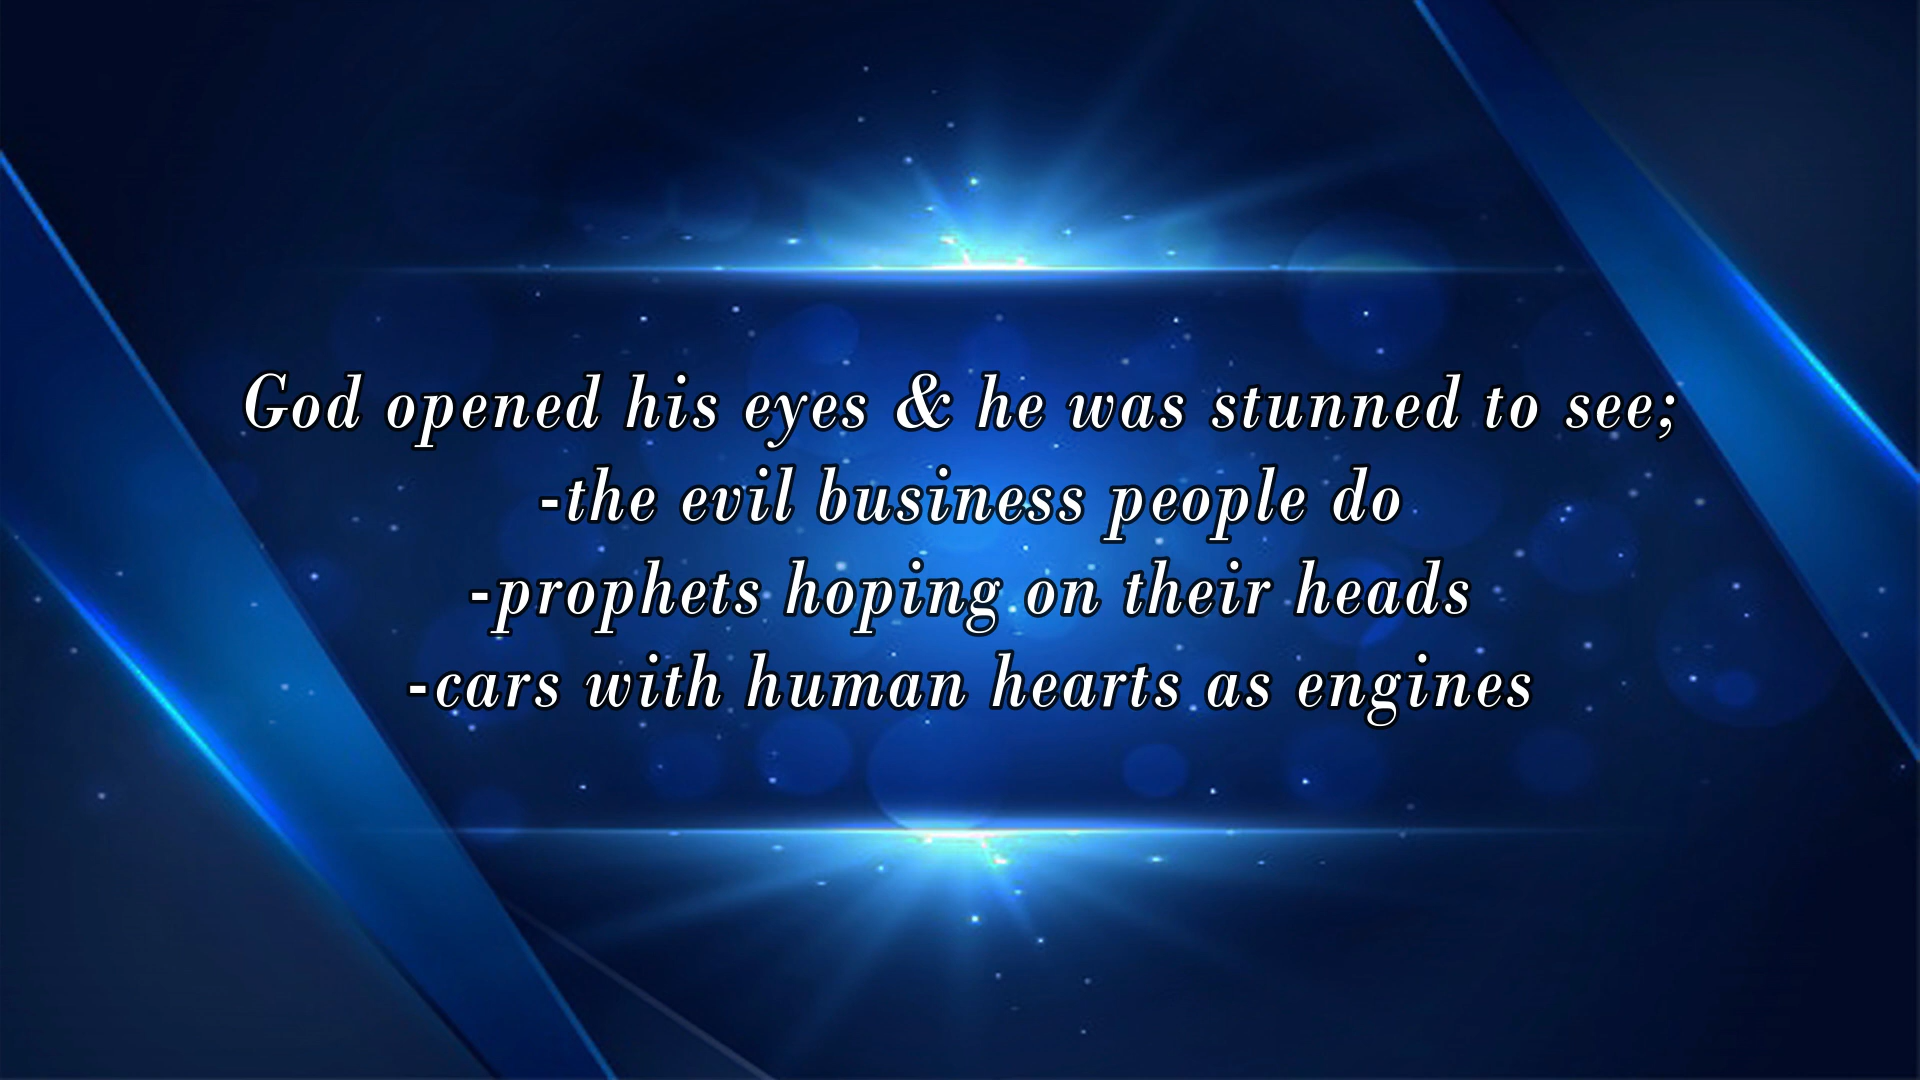 God opened his eyes & he was stunned to see;
-the evil business people do
-prophets hoping on their heads
-cars with human hearts as engines